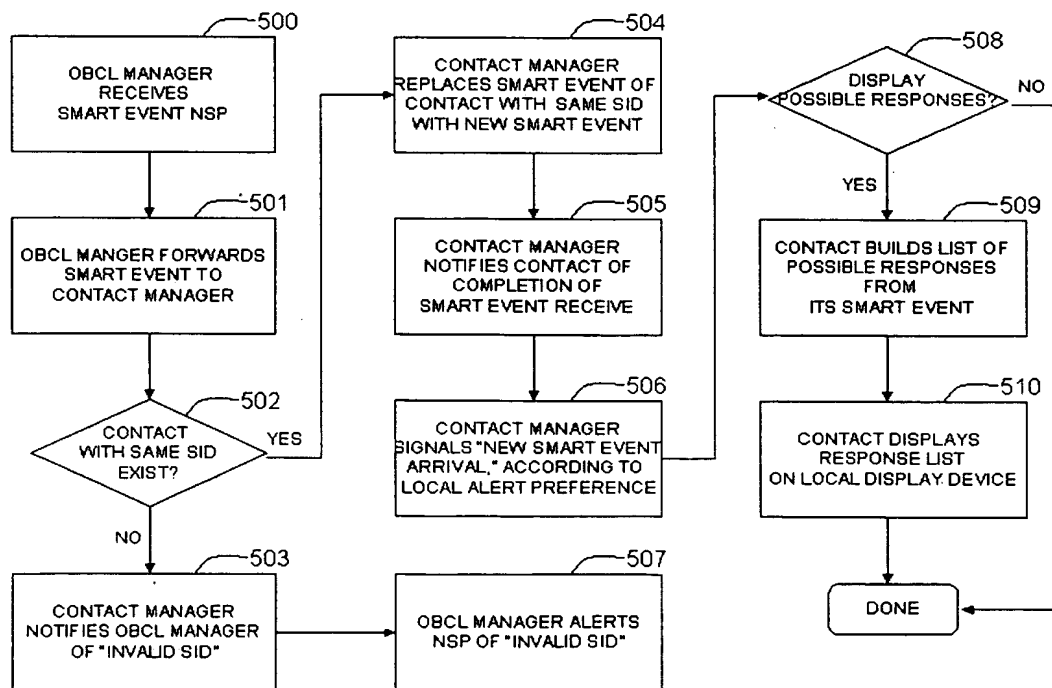 500
OBCL MANAGER
RECEIVES
SMART EVENT NSP
501
OBCL MANGER FORWARDS
SMART EVENT TO
CONTACT MANAGER
502
CONTACT
WITH SAME SID
EXIST?
YES
NO
503
CONTACT MANAGER
NOTIFIES OBCL MANAGER
OF "INVALID SID"
504
CONTACT MANAGER
REPLACES SMART EVENT OF
CONTACT WITH SAME SID
WITH NEW SMART EVENT
505
CONTACT MANAGER
NOTIFIES CONTACT OF
COMPLETION OF
SMART EVENT RECEIVE
506
CONTACT MANAGER
SIGNALS "NEW SMART EVENT
ARRIVAL," ACCORDING TO
LOCAL ALERT PREFERENCE
507
OBCL MANAGER ALERTS
NSP OF "INVALID SID"
508
DISPLAY
POSSIBLE RESPONSES?
NO
YES
509
CONTACT BUILDS LIST OF
POSSIBLE RESPONSES
FROM
ITS SMART EVENT
510
CONTACT DISPLAYS
RESPONSE LIST
ON LOCAL DISPLAY DEVICE
DONE